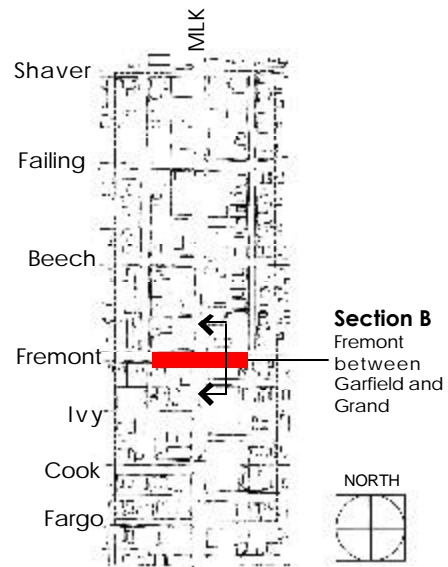 MLK
Shaver
Failing
Beech
Fremont
Ivy
Cook
Fargo
Section B
Fremont
between
Garfield and
Grand
NORTH